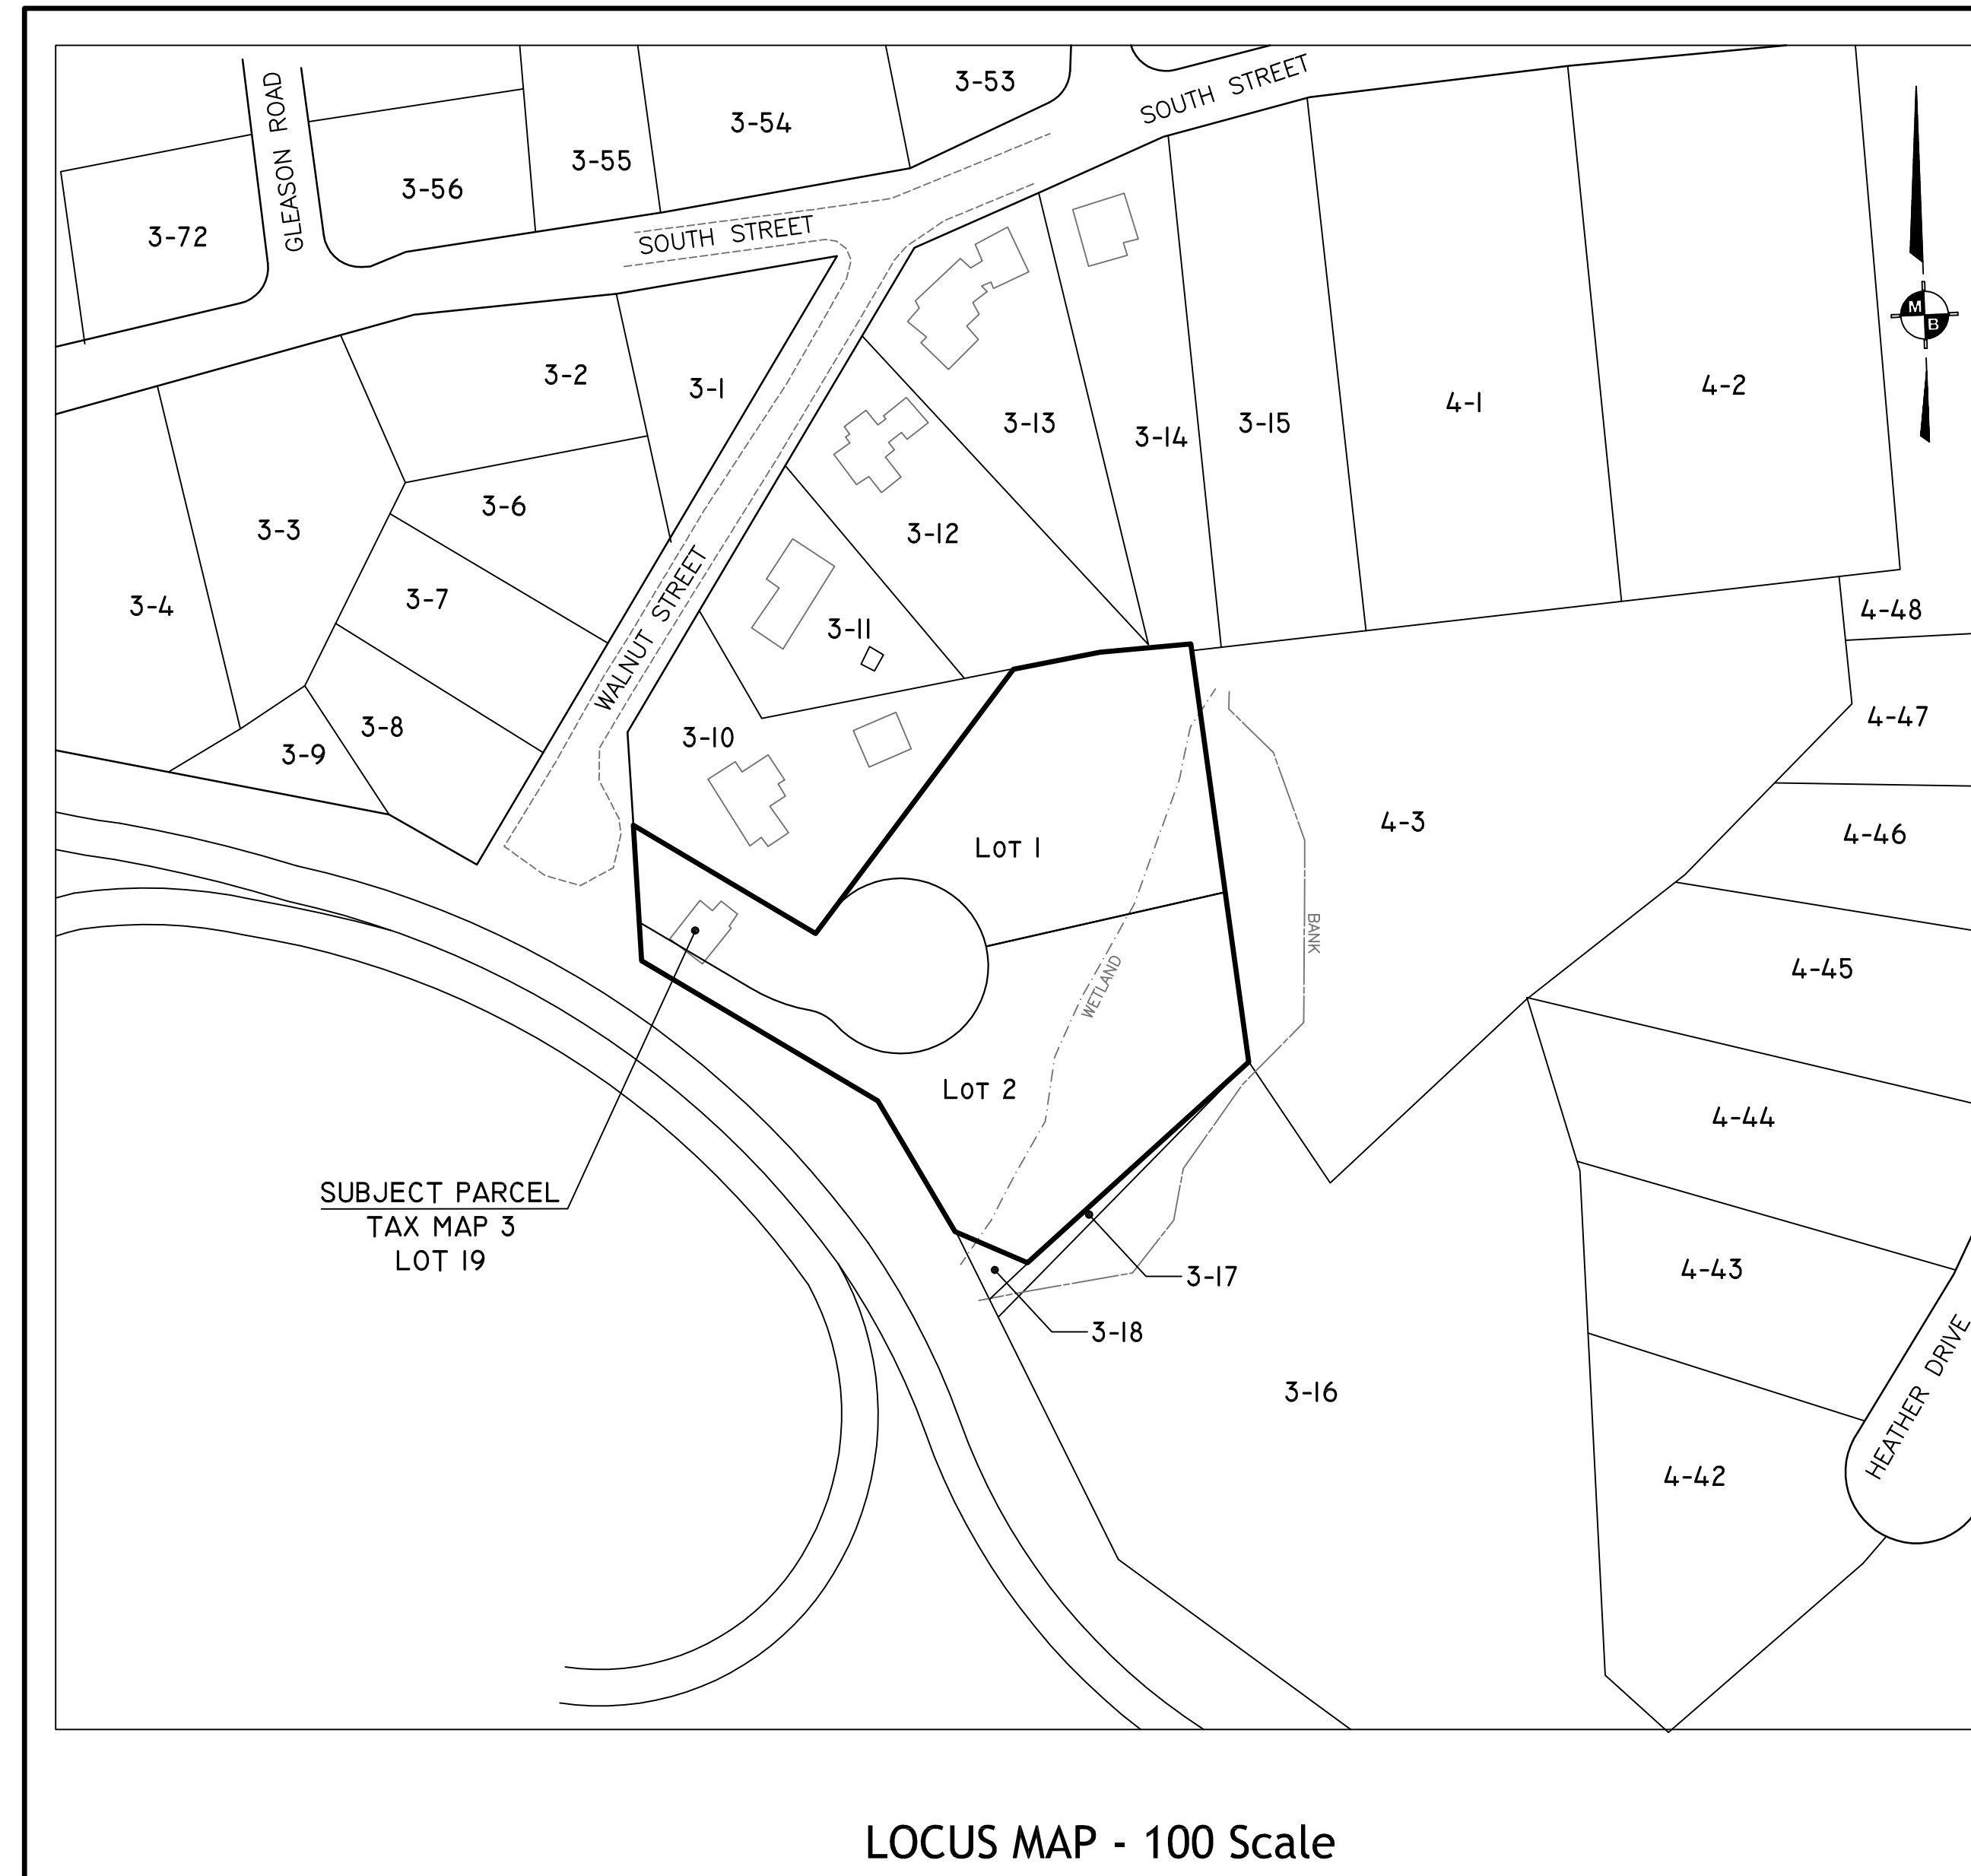 3-53
GLEASON ROAD
SOUTH STREET
3-54
3-55
3-56
3-72
SOUTH STREET
M
B
3-2
3-1
4-2
4-1
3-13
3-14
3-15
3-6
3-3
3-12
3-7
3-4
WALNUT STREET
3-11
4-48
3-8
3-9
3-10
4-47
4-3
4-46
LOT 1
BANK
4-45
WETLAND
LOT 2
4-44
SUBJECT PARCEL
TAX MAP 3
LOT 19
3-17
4-43
3-18
3-16
HEATHER DRIVE
4-42
LOCUS MAP - 100 Scale